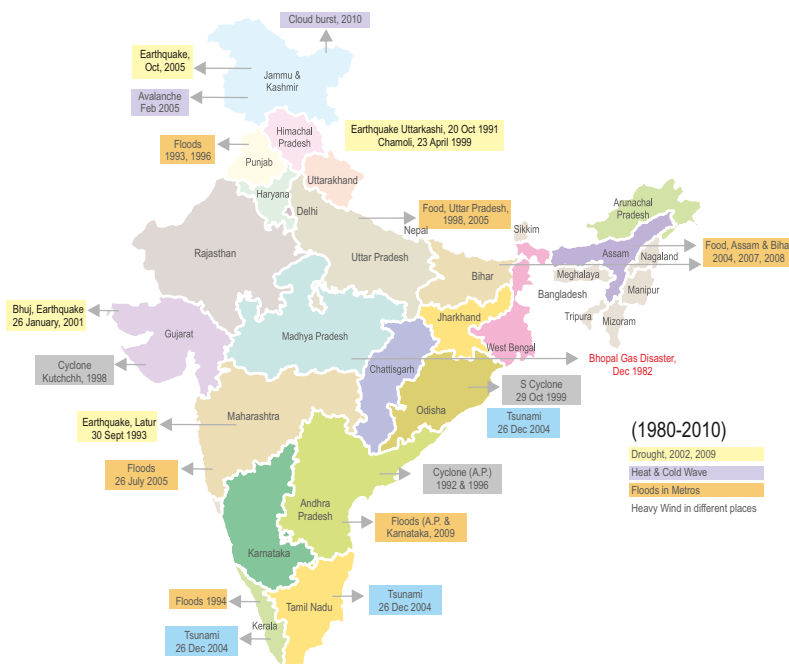 Cloud burst, 2010
Earthquake,
Oct, 2005
Jammu &
Kashmir
Avalanche
Feb 2005
Himachal
Pradesh
Earthquake Uttarkashi, 20 Oct 1991
Chamoli, 23 April 1999
Floods
1993, 1996
Punjab
Uttarakhand
Haryana
Delhi
Arunachal
Pradesh
Food, Uttar Pradesh,
1998, 2005
Nepal
Sikkim
Rajasthan
Uttar Pradesh
Assam
Nagaland
Food, Assam & Biha
2004, 2007, 2008
Bihar
Meghalaya
Manipur
Bangladesh
Bhuj, Earthquake
26 January, 2001
Gujarat
Jharkhand
Tripura
Mizoram
Madhya Pradesh
West Bengal
Cyclone
Kutchchh, 1998
Chattisgarh
Bhopal Gas Disaster,
Dec 1982
S Cyclone
29 Oct 1999
Maharashtra
Odisha
Earthquake, Latur
30 Sept 1993
Tsunami
26 Dec 2004
(1980-2010)
Drought, 2002, 2009
Heat & Cold Wave
Floods in Metros
Heavy Wind in different places
Floods
26 July 2005
Cyclone (A.P.)
1992 & 1996
Andhra
Pradesh
Floods (A.P. &
Karnataka, 2009
Karnataka
Floods 1994
Tamil Nadu
Tsunami
26 Dec 2004
Kerala
Tsunami
26 Dec 2004